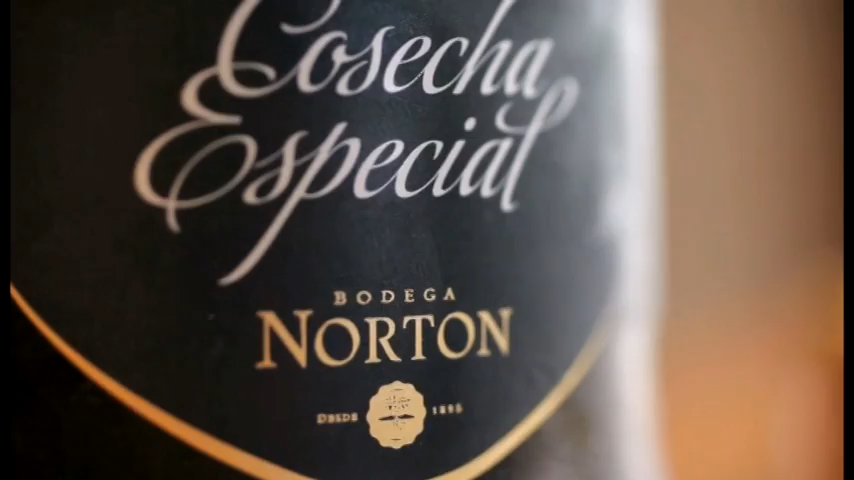 Cosecha
Especial
BODEGA
NORTON
DESDE 1895